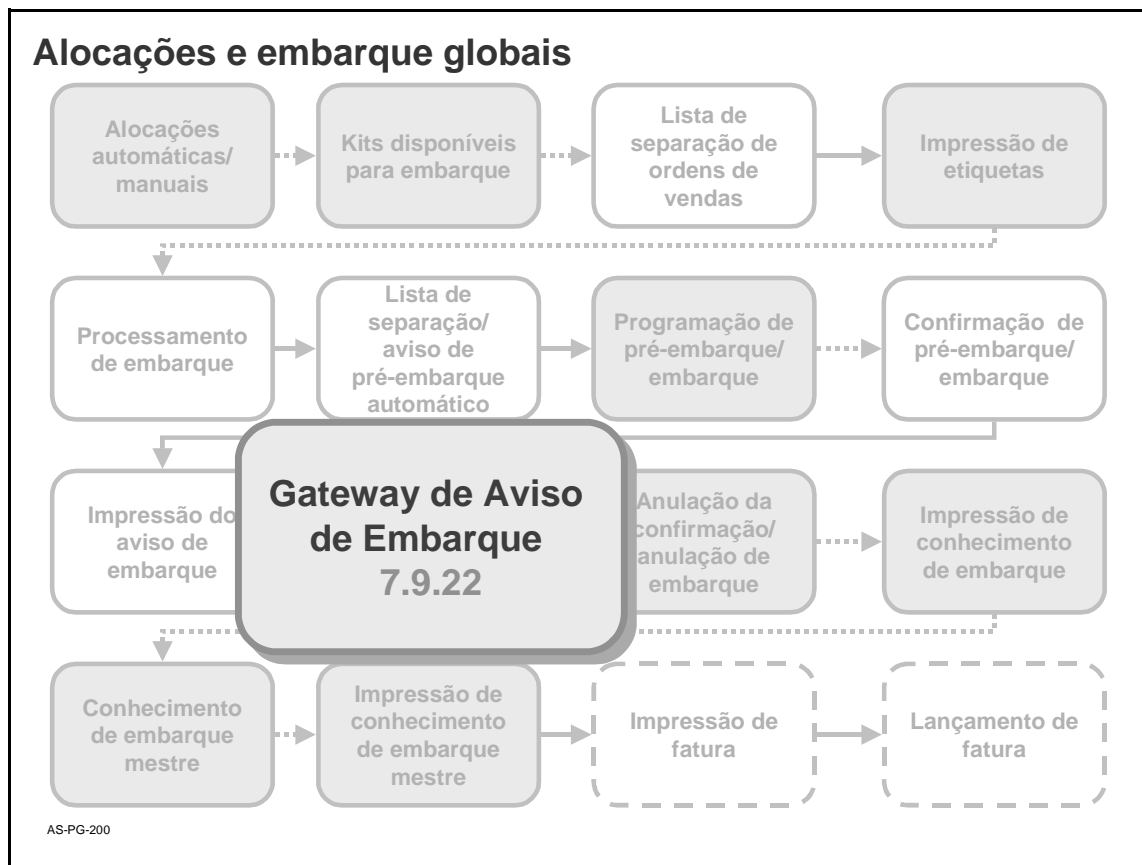 Alocações e embarque globais
Alocações
automáticas/
manuais
Kits disponíveis
para embarque
Lista de
separação de
ordens de
vendas
Impressão de
etiquetas
Processamento
de embarque
Lista de
separação/
aviso de
pré-embarque
automático
Programação de
pré-embarque/
embarque
Confirmação de
pré-embarque/
embarque
Impressão do
aviso de
embarque
Gateway de Aviso
de Embarque
7.9.22
Anulação da
confirmação/
anulação de
embarque
Impressão de
conhecimento
de embarque
Conhecimento
de embarque
mestre
Impressão de
conhecimento
de embarque
mestre
Impressão de
fatura
Lançamento de
fatura
AS-PG-200